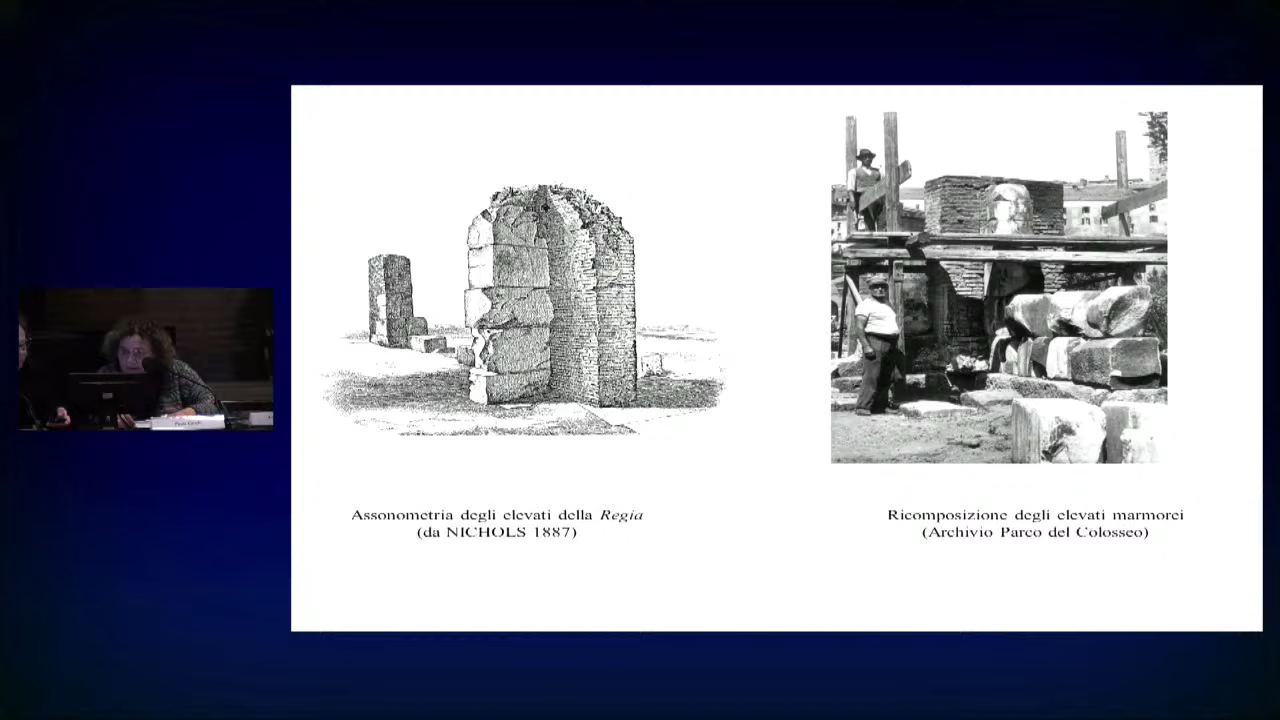 Assonometria degli elevati della Regia
(da NICHOLS 1887)
Ricomposizione degli elevati marmorei
(Archivio Parco del Colosseo)